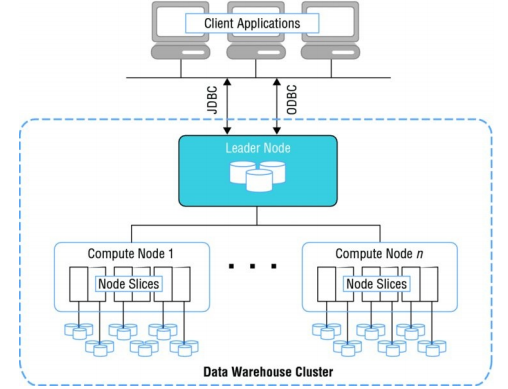 Client Applications
JDBC
ODBC
Leader Node
Compute Node 1
Compute Node n
Node Slices
Node Slices
Data Warehouse Cluster